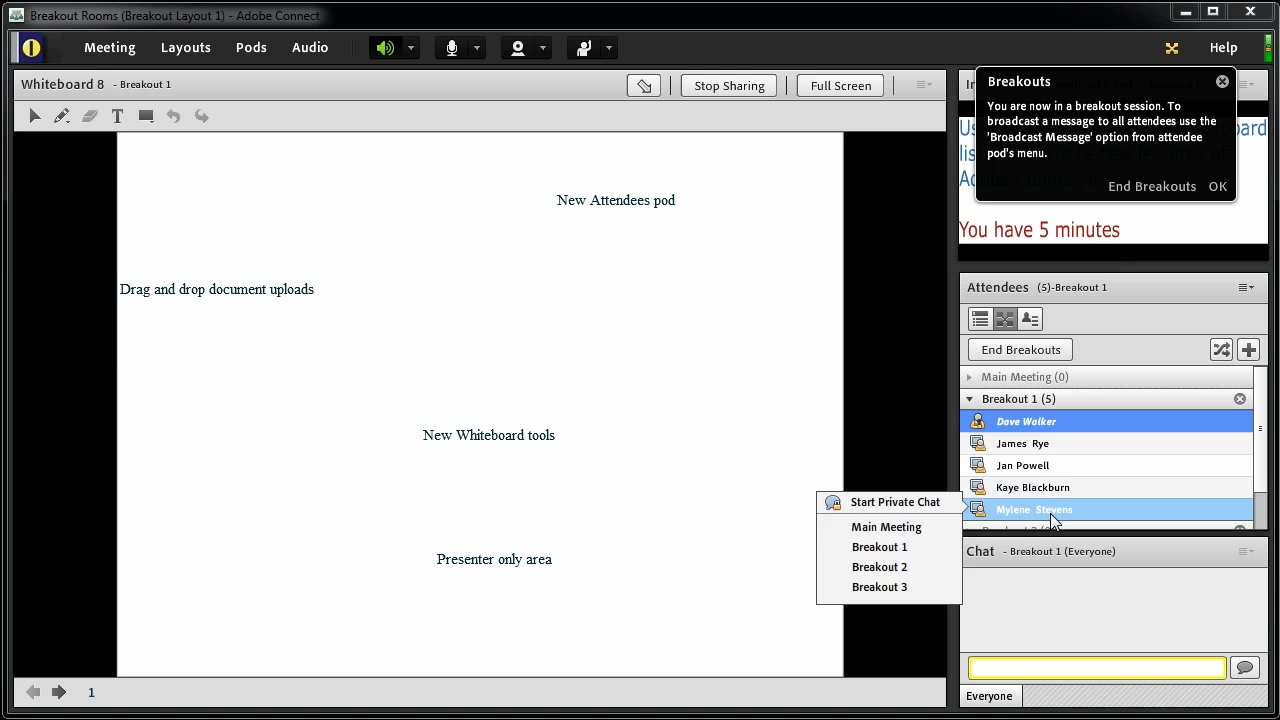 Breakout Rooms (Breakout Layout 1) - Adobe Connect
Meeting Layouts Pods Audio Help
Whiteboard 8 - Breakout 1
Stop Sharing
Full Screen
New Attendees pod
Drag and drop document uploads
New Whiteboard tools
Presenter only area
1
Breakouts
You are now in a breakout session. To
broadcast a message to all attendees use the
'Broadcast Message' option from attendee
pod's menu.
End Breakouts OK
You have 5 minutes
Attendees (5)-Breakout 1
End Breakouts
Main Meeting (0)
Breakout 1 (5)
Dave Walker
James Rye
Jan Powell
Kaye Blackburn
Mylene Stevens
Start Private Chat
Main Meeting
Breakout 1
Breakout 2
Breakout 3
Chat - Breakout 1 (Everyone)
Everyone